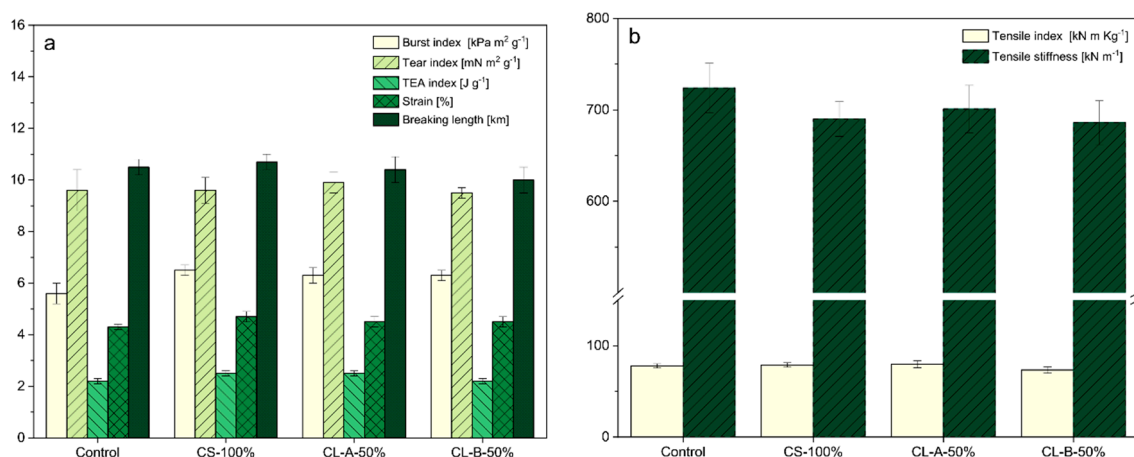 a
Burst index [kPa m² g⁻¹]
Tear index [mN m² g⁻¹]
TEA index [J g⁻¹]
Strain [%]
Breaking length [km]
16
14
12
10
8
6
4
2
0
Control CS-100% CL-A-50% CL-B-50%
b
Tensile index [kN m Kg⁻¹]
Tensile stiffness [kN m⁻¹]
800
700
600
100
0
Control CS-100% CL-A-50% CL-B-50%